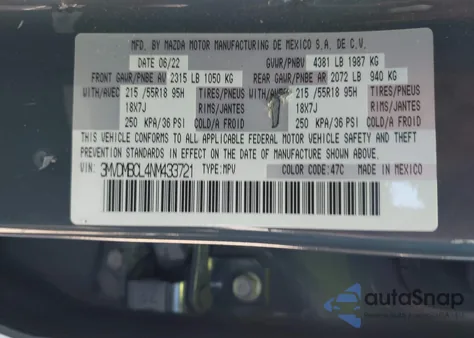 MFD. BY MAZDA MOTOR MANUFACTURING DE MEXICO S.A. DE C.V.
DATE 06/22 GVWR/PNBV 4381 LB 1987 KG
FRONT GAWR/PNBE AV 2315 LB 1050 KG REAR GAWR/PNBE AR 2072 LB 940 KG
WITH/AVEC 215 /55R18 95H TIRES/PNEUS WITH/AVEC 215 /55R18 95H TIRES/PNEUS
18X7J RIMS/JANTES 18X7J RIMS/JANTES
250 KPA/36 PSI COLD/A FROID 250 KPA/36 PSI COLD/A FROID
THIS VEHICLE CONFORMS TO ALL APPLICABLE FEDERAL MOTOR VEHICLE SAFETY AND THEFT
PREVENTION STANDARDS IN EFFECT ON THE DATE OF MANUFACTURE SHOWN ABOVE.
VIN: 3MVDMBCL4NM433721 TYPE:MPV COLOR CODE:47C MADE IN MEXICO
autoSnap